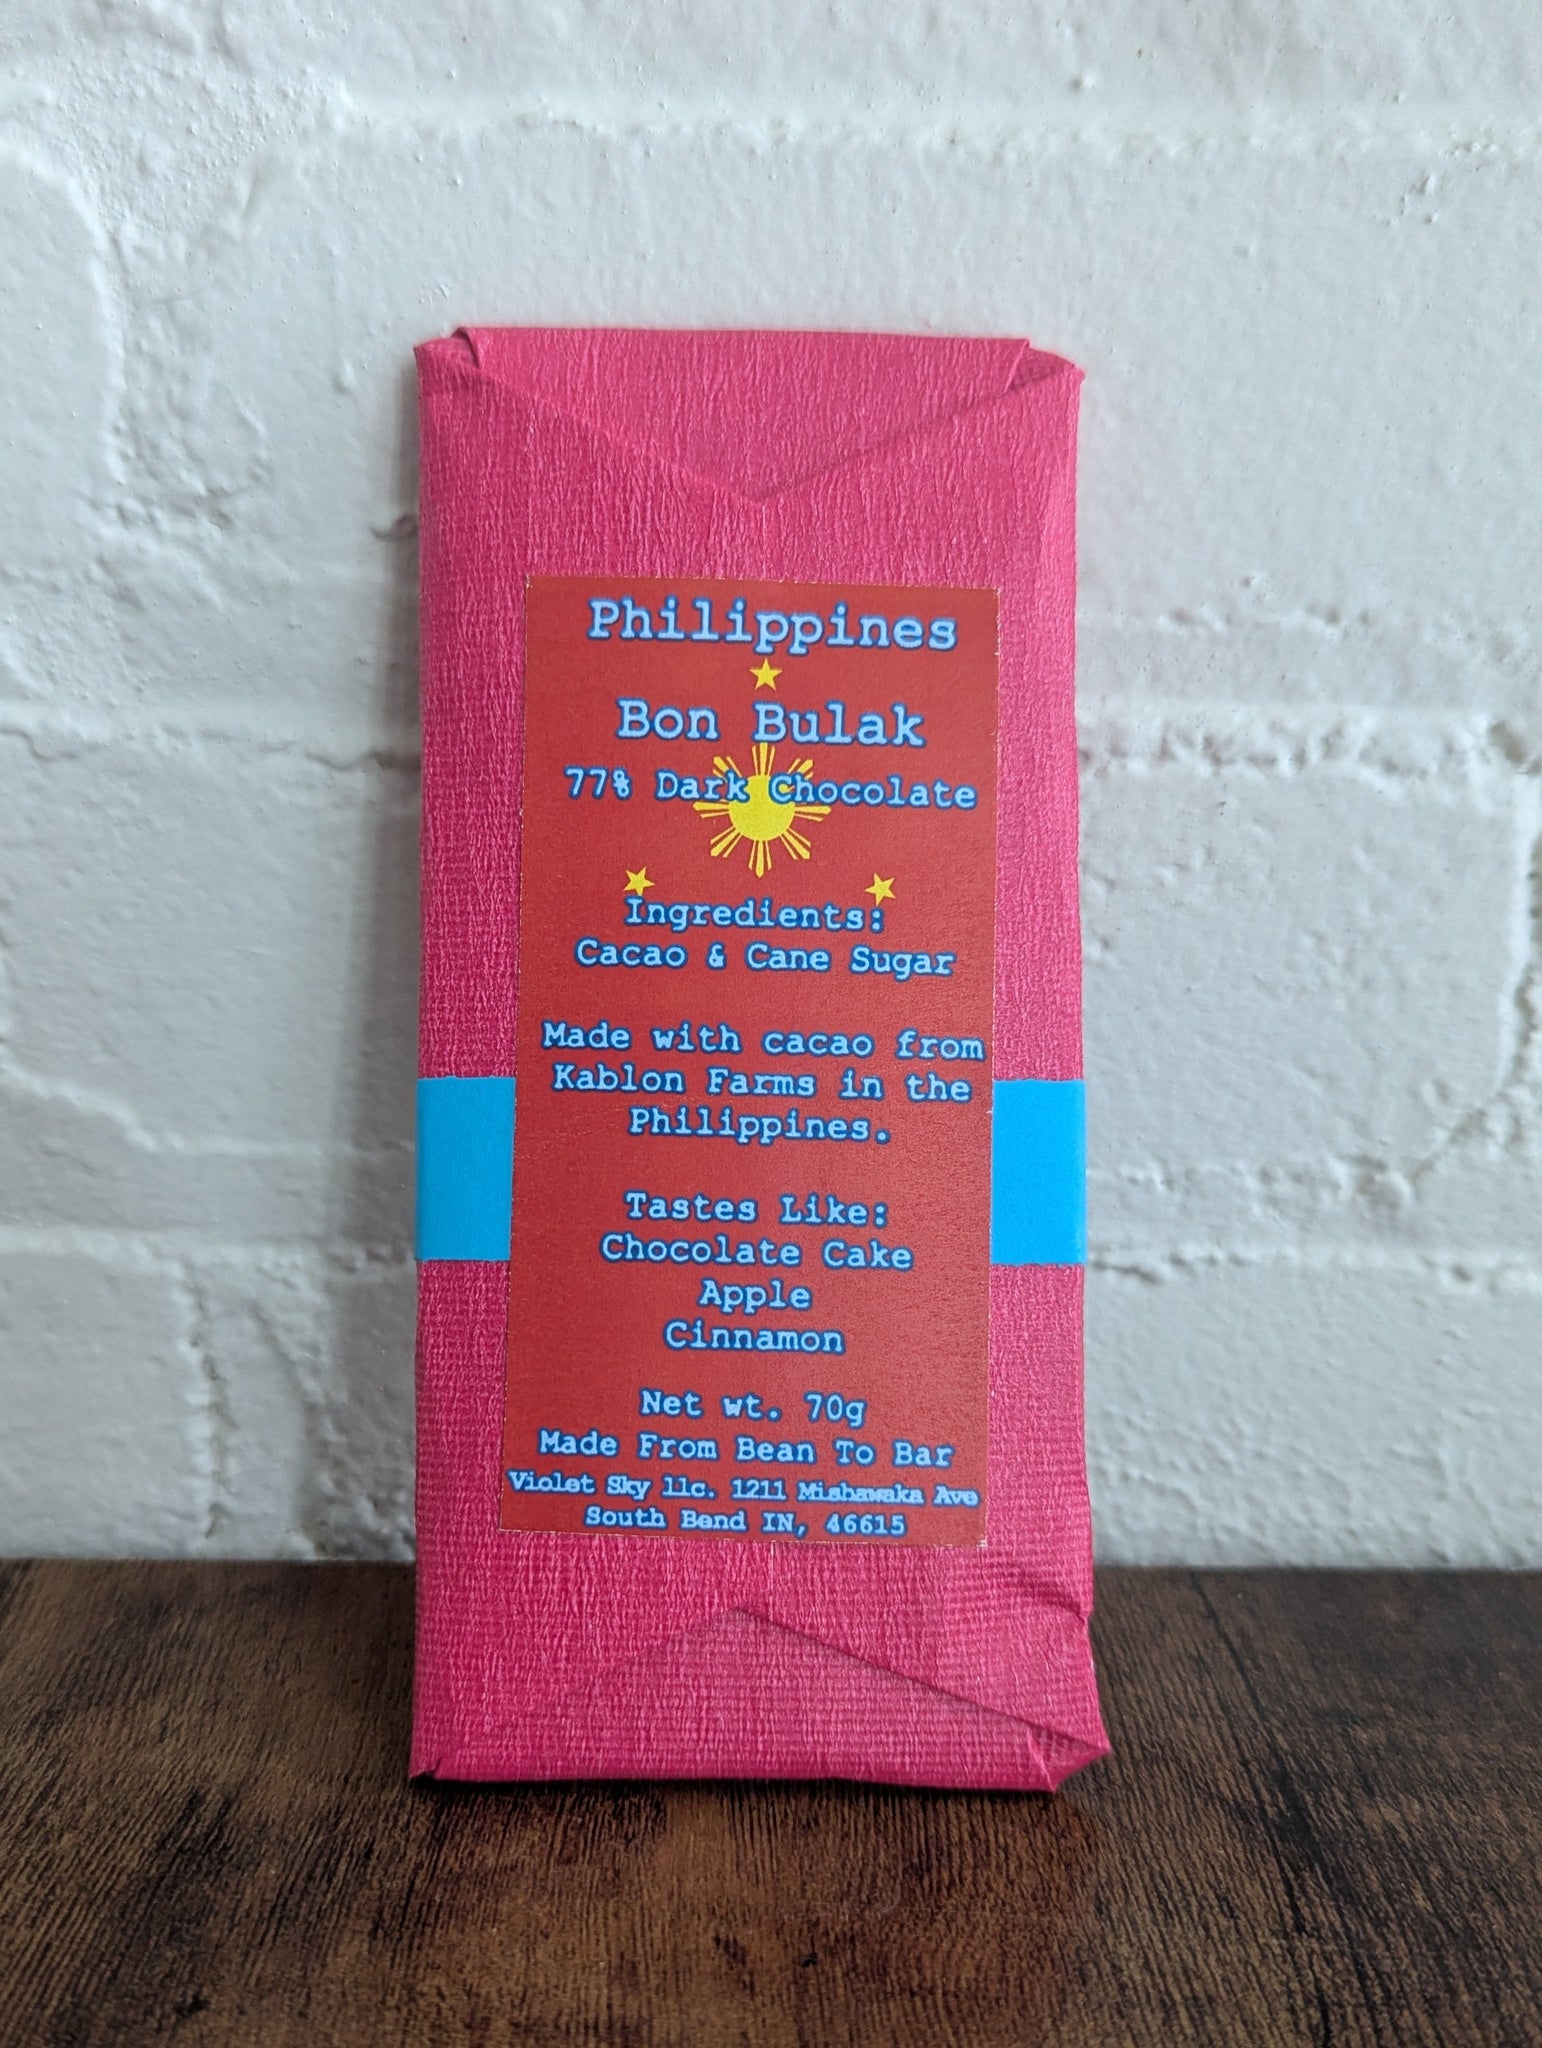 Philippines
Bon Bulak
77% Dark Chocolate
Ingredients:
Cacao & Cane Sugar
Made with cacao from
Kablon Farms in the
Philippines.
Tastes Like:
Chocolate Cake
Apple
Cinnamon
Net wt. 70g
Made From Bean To Bar
Violet Sky llc. 1211 Mishawaka Ave
South Bend IN, 46615